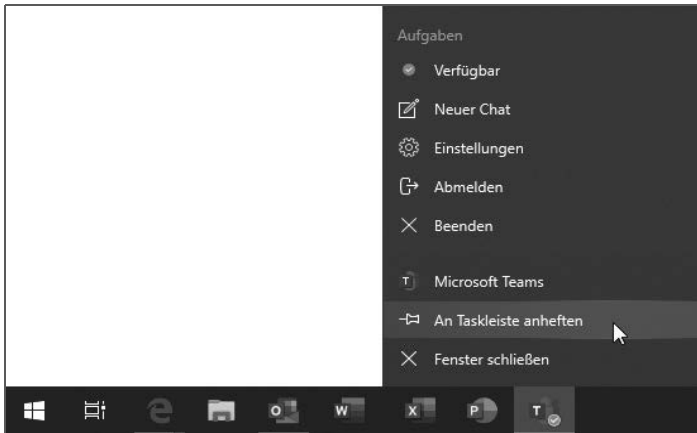 Aufgaben
Verfügbar
Neuer Chat
Einstellungen
Abmelden
Beenden
T Microsoft Teams
An Taskleiste anheften
Fenster schließen
O W X P T